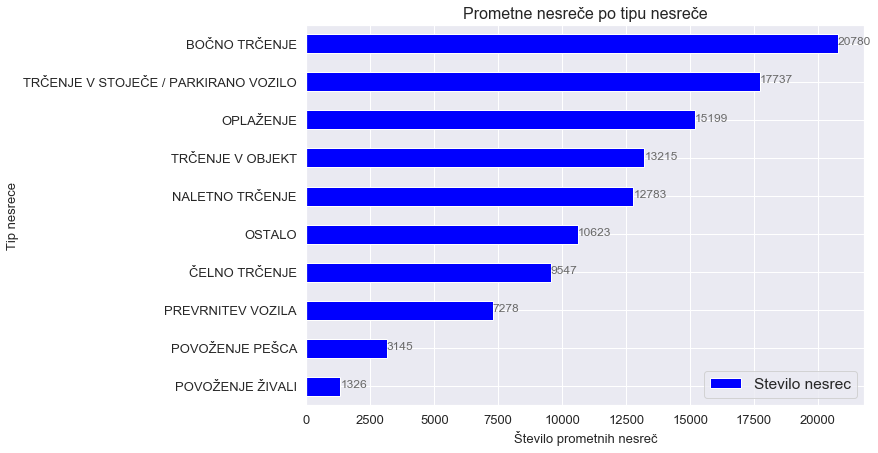 Prometne nesreče po tipu nesreče
BOČNO TRČENJE 20780
TRČENJE V STOJEČE / PARKIRANO VOZILO 17737
OPLAŽENJE 15199
TRČENJE V OBJEKT 13215
NALETNO TRČENJE 12783
OSTALO 10623
ČELNO TRČENJE 9547
PREVRNITEV VOZILA 7278
POVOŽENJE PEŠCA 3145
POVOŽENJE ŽIVALI 1326
Tip nesrece
Stevilo nesrec
0 2500 5000 7500 10000 12500 15000 17500 20000
Število prometnih nesreč